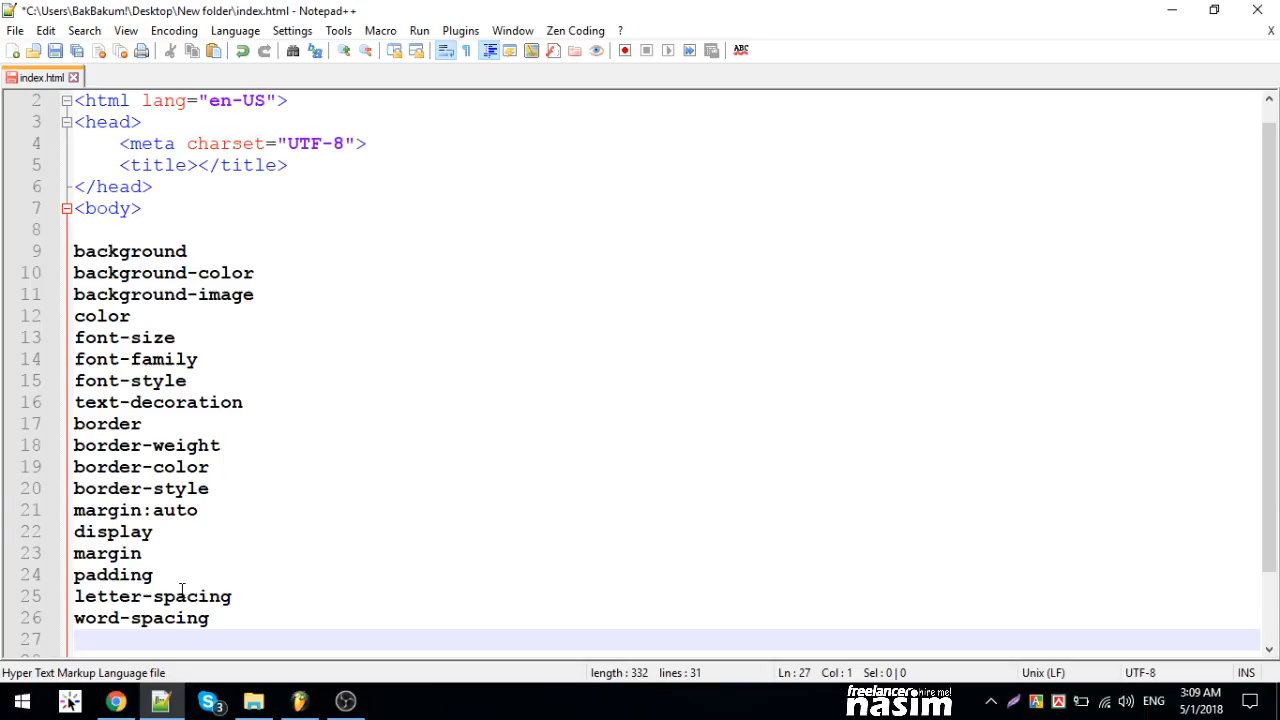 *C:\Users\BakBakum!\Desktop\New folder\index.html - Notepad++
File Edit Search View Encoding Language Settings Tools Macro Run Plugins Window Zen Coding ? X
ABC
index.html
2 <html lang="en-US">
3 <head>
4 <meta charset="UTF-8">
5 <title></title>
6 </head>
7 <body>
8
9 background
10 background-color
11 background-image
12 color
13 font-size
14 font-family
15 font-style
16 text-decoration
17 border
18 border-weight
19 border-color
20 border-style
21 margin:auto
22 display
23 margin
24 padding
25 letter-spacing
26 word-spacing
27
Hyper Text Markup Language file length : 332 lines : 31 Ln : 27 Col : 1 Sel : 0 | 0 Unix (LF) UTF-8 INS
3
freelancer hire me!
nasim
ENG
3:09 AM
5/1/2018